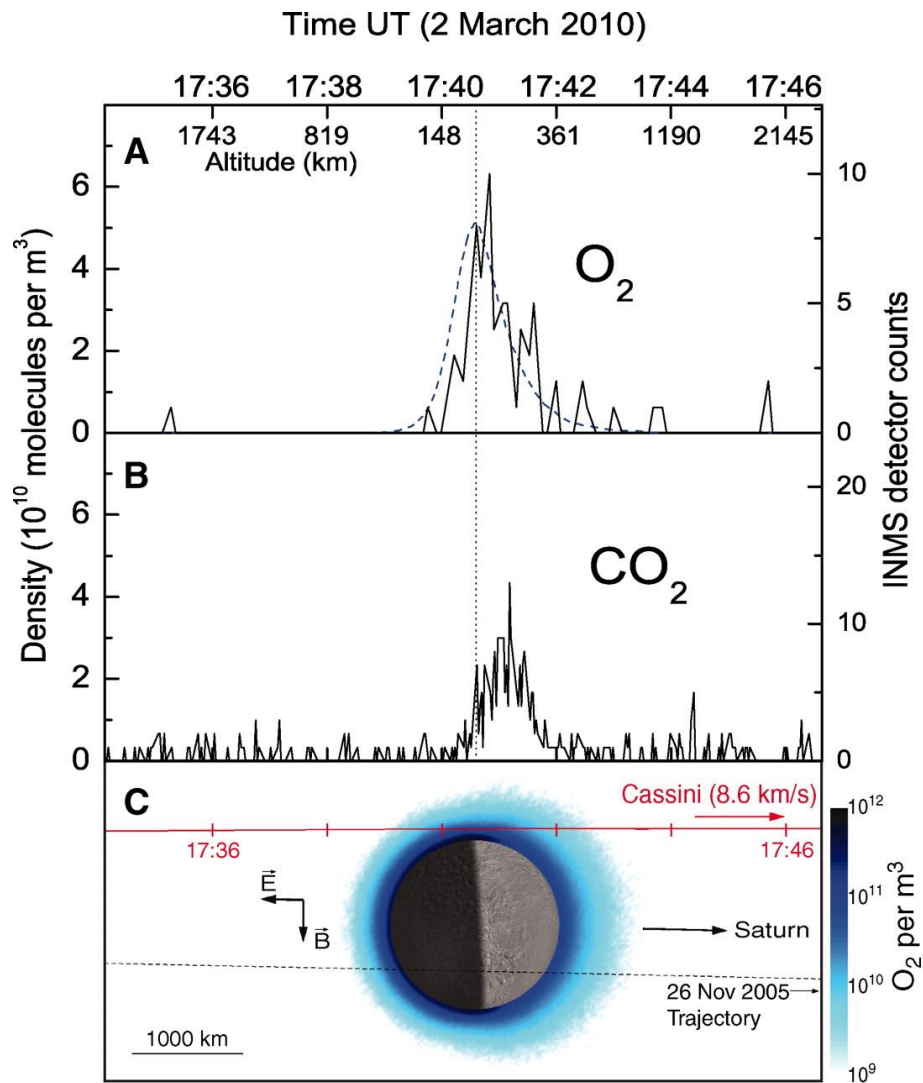 Time UT (2 March 2010)
17:36 17:38 17:40 17:42 17:44 17:46
A
1743 819 148 361 1190 2145
Altitude (km)
Density (10^10 molecules per m^3)
INMS detector counts
6
4
2
0
10
5
0
O₂
B
6
4
2
0
20
10
0
CO₂
C
Cassini (8.6 km/s)
17:36 17:46
E
B
Saturn
26 Nov 2005
Trajectory
1000 km
10^12
10^11
10^10
10^9
O₂ per m^3